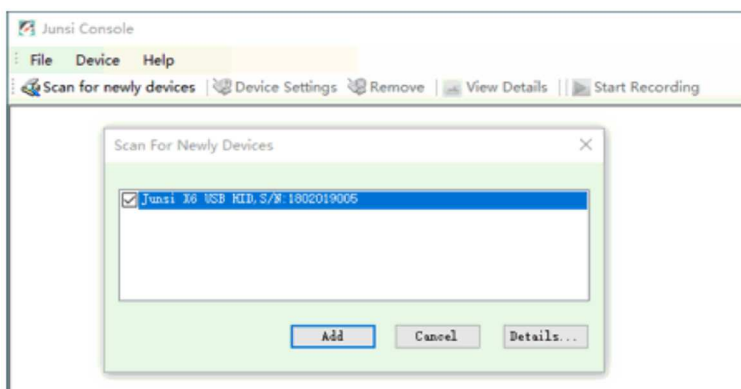 Junsi Console
File Device Help
Scan for newly devices Device Settings Remove View Details Start Recording
Scan For Newly Devices
Junsi X6 USB HID,S/N:1802019005
Add Cancel Details...